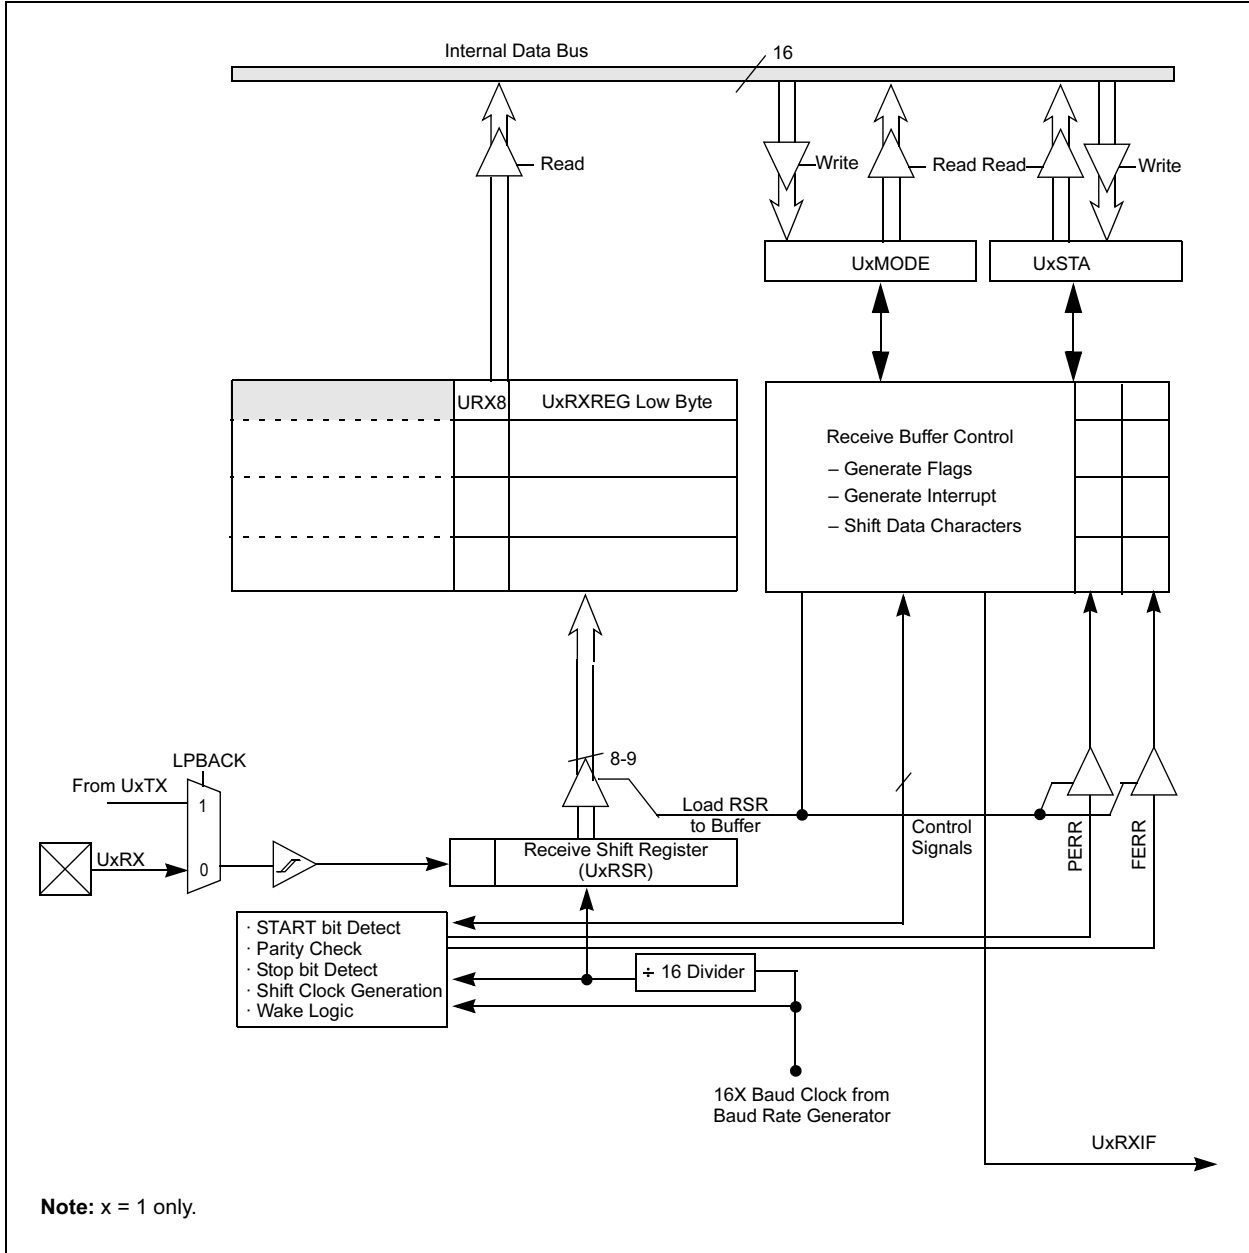 Internal Data Bus
16
Read
Write
Read Read
Write
UxMODE
UxSTA
URX8
UxRXREG Low Byte
Receive Buffer Control
– Generate Flags
– Generate Interrupt
– Shift Data Characters
LPBACK
From UxTX
1
8-9
Load RSR
to Buffer
Control
Signals
PERR
FERR
UxRX
0
Receive Shift Register
(UxRSR)
· START bit Detect
· Parity Check
· Stop bit Detect
· Shift Clock Generation
· Wake Logic
÷ 16 Divider
16X Baud Clock from
Baud Rate Generator
UxRXIF
Note: x = 1 only.